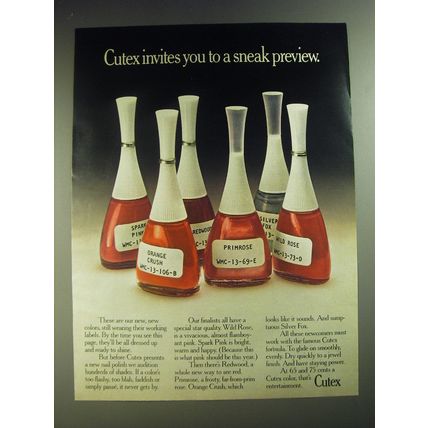 Cutex invites you to a sneak preview.
SPARK
PINK
WMC-1
REDWOOD
SILVER
FOX
13-
ORANGE
CRUSH
WMC-13-106-B
PRIMROSE
WMC-13-69-E
WILD ROSE
WMC-13-73-D
These are our new, new
colors, still wearing their working
labels. By the time you see this
page, they'll be all dressed up
and ready to shine.
But before Cutex presents
a new nail polish we audition
hundreds of shades. If a color's
too flashy, too blah, faddish or
simply passé, it never gets by.
Our finalists all have a
special star quality. Wild Rose,
is a vivacious, almost flamboy-
ant pink. Spark Pink is bright,
warm and happy. (Because this
is what pink should be this year.)
Then there's Redwood, a
whole new way to wear red.
Primrose, a frosty, far-from-prim
rose. Orange Crush, which
looks like it sounds. And sump-
tuous Silver Fox.
All these newcomers must
work with the famous Cutex
formula. To glide on smoothly,
evenly. Dry quickly to a jewel
finish. And have staying power.
At 65 and 75 cents a
Cutex color, that's
entertainment.
Cutex